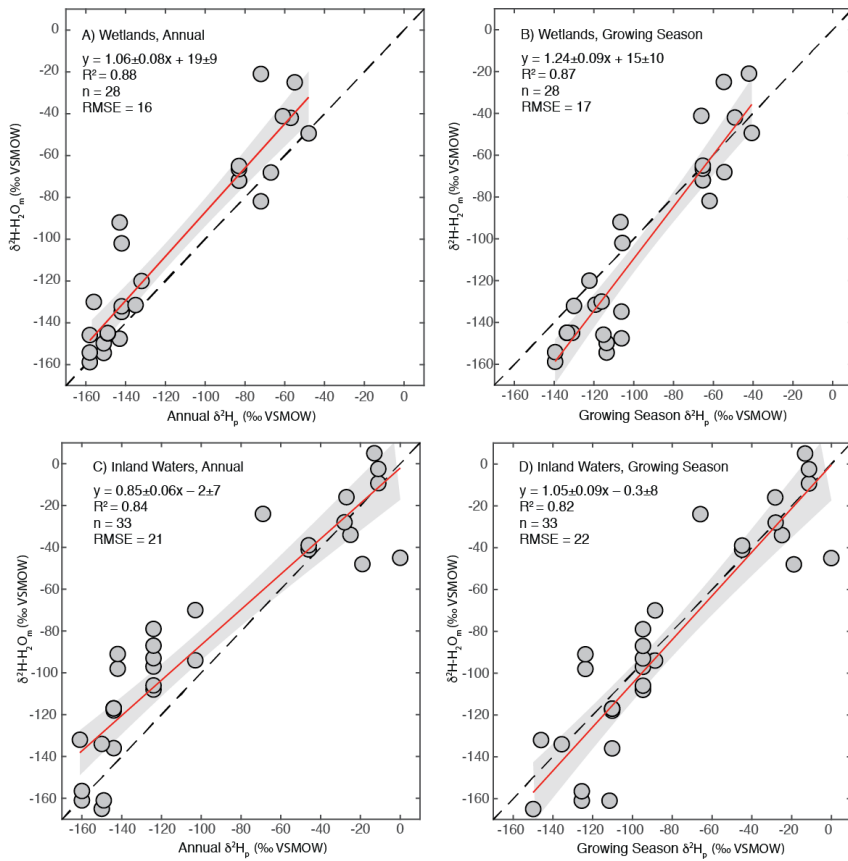 A) Wetlands, Annual
y = 1.06±0.08x + 19±9
R² = 0.88
n = 28
RMSE = 16
0
-20
-40
-60
-80
-100
-120
-140
-160
δ²H-H₂Oₘ (‰ VSMOW)
-160 -140 -120 -100 -80 -60 -40 -20 0
Annual δ²Hₚ (‰ VSMOW)
B) Wetlands, Growing Season
y = 1.24±0.09x + 15±10
R² = 0.87
n = 28
RMSE = 17
0
-20
-40
-60
-80
-100
-120
-140
-160
δ²H-H₂Oₘ (‰ VSMOW)
-160 -140 -120 -100 -80 -60 -40 -20 0
Growing Season δ²Hₚ (‰ VSMOW)
C) Inland Waters, Annual
y = 0.85±0.06x − 2±7
R² = 0.84
n = 33
RMSE = 21
0
-20
-40
-60
-80
-100
-120
-140
-160
δ²H-H₂Oₘ (‰ VSMOW)
-160 -140 -120 -100 -80 -60 -40 -20 0
Annual δ²Hₚ (‰ VSMOW)
D) Inland Waters, Growing Season
y = 1.05±0.09x − 0.3±8
R² = 0.82
n = 33
RMSE = 22
0
-20
-40
-60
-80
-100
-120
-140
-160
δ²H-H₂Oₘ (‰ VSMOW)
-160 -140 -120 -100 -80 -60 -40 -20 0
Growing Season δ²Hₚ (‰ VSMOW)